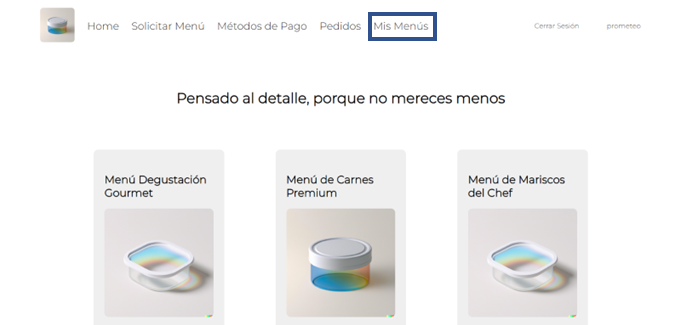 Home Solicitar Menú Métodos de Pago Pedidos Mis Menús Cerrar Sesión prometeo
Pensado al detalle, porque no mereces menos
Menú Degustación
Gourmet
Menú de Carnes
Premium
Menú de Mariscos
del Chef